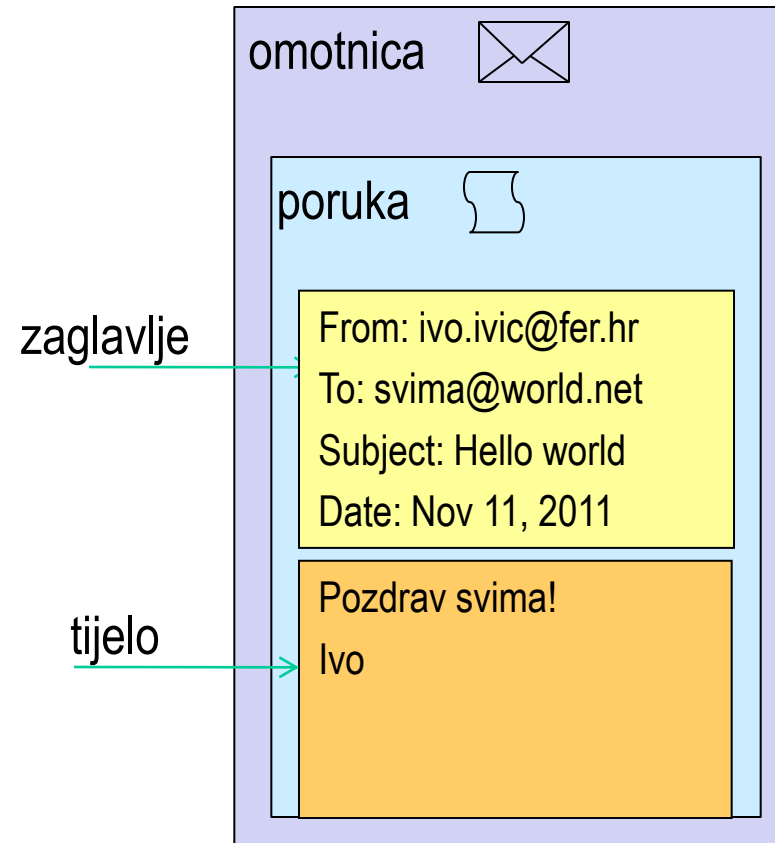 omotnica
poruka
zaglavlje
From: ivo.ivic@fer.hr
To: svima@world.net
Subject: Hello world
Date: Nov 11, 2011
tijelo
Pozdrav svima!
Ivo